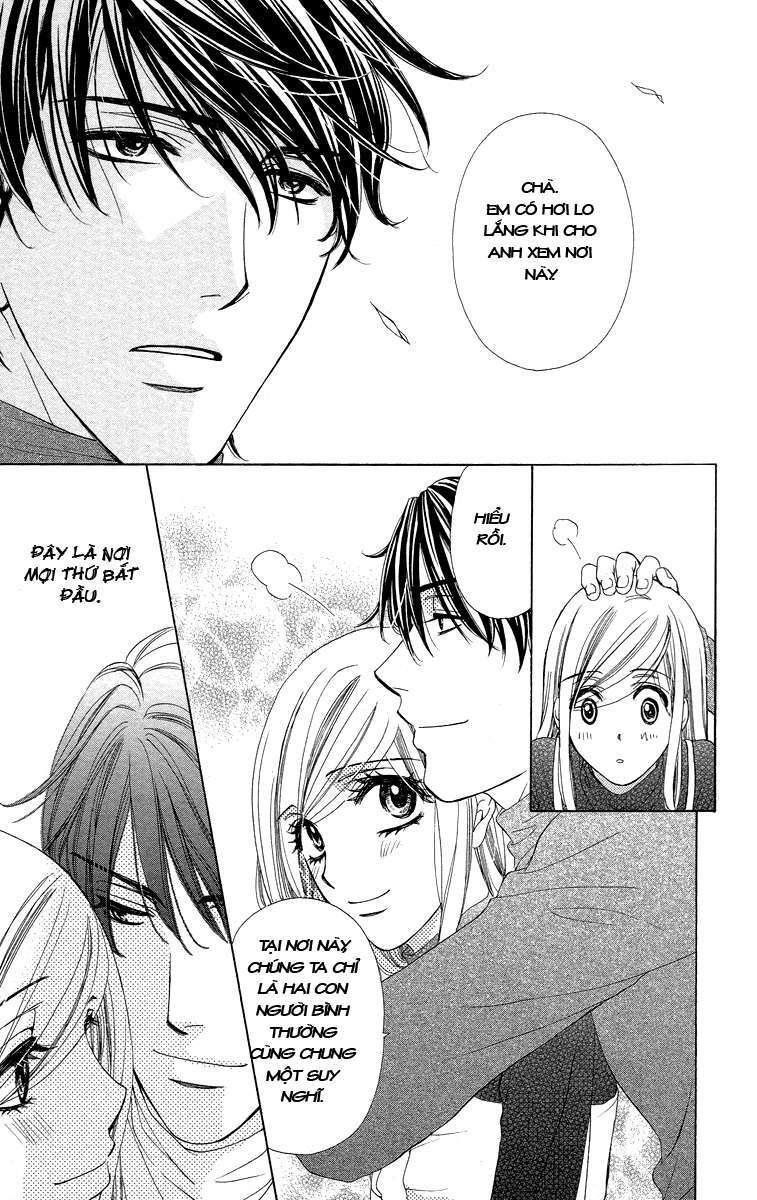 CHÀ.
EM CÓ HƠI LO
LẮNG KHI CHO
ANH XEM NƠI
NÀY.
HIỂU
RỒI.
TẠI NƠI NÀY
CHÚNG TA CHỈ
LÀ HAI CON
NGƯỜI BÌNH
THƯỜNG
CÙNG CHUNG
MỘT SUY
NGHĨ.
ĐÂY LÀ NƠI
MỌI THỨ BẮT
ĐẦU.